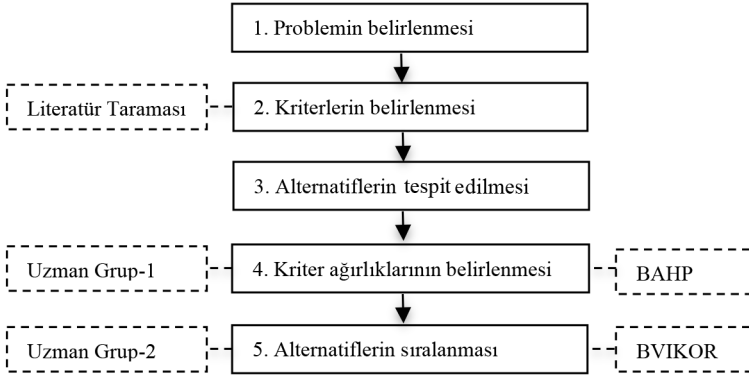 1. Problemin belirlenmesi
Literatür Taraması
2. Kriterlerin belirlenmesi
3. Alternatiflerin tespit edilmesi
Uzman Grup-1
4. Kriter ağırlıklarının belirlenmesi
BAHP
Uzman Grup-2
5. Alternatiflerin sıralanması
BVIKOR